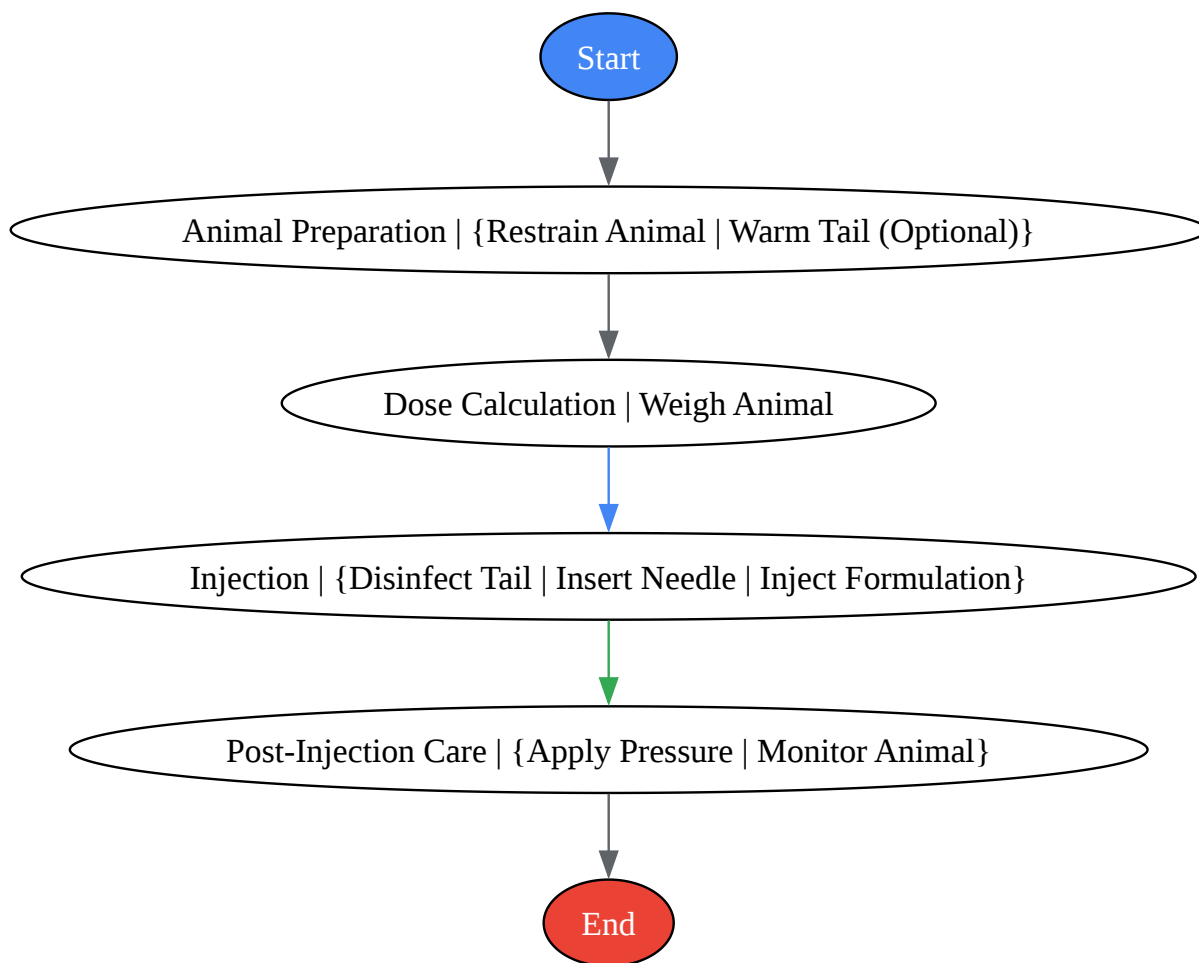 Start
Animal Preparation | {Restrain Animal | Warm Tail (Optional)}
Dose Calculation | Weigh Animal
Injection | {Disinfect Tail | Insert Needle | Inject Formulation}
Post-Injection Care | {Apply Pressure | Monitor Animal}
End